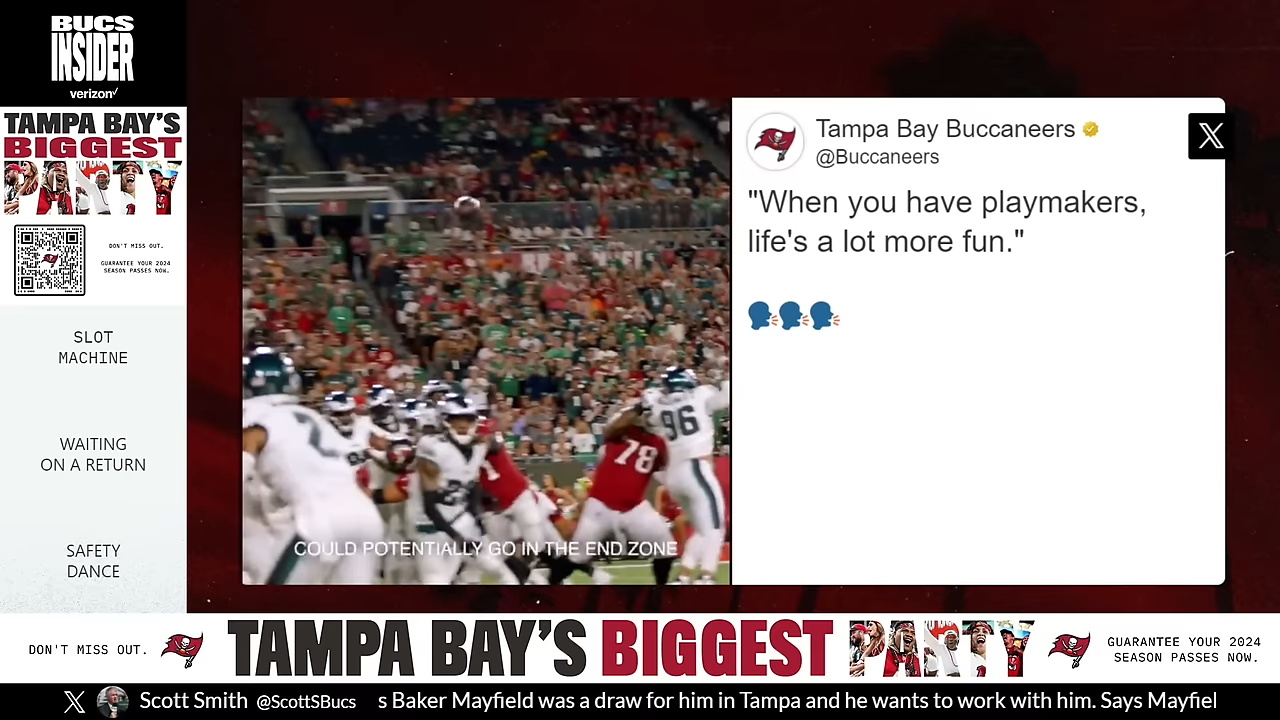 BUCS
INSIDER
verizon
TAMPA BAY'S
BIGGEST
PARTY
DON'T MISS OUT.
GUARANTEE YOUR 2024
SEASON PASSES NOW.
SLOT
MACHINE
WAITING
ON A RETURN
SAFETY
DANCE
2
96
78
COULD POTENTIALLY GO IN THE END ZONE
Tampa Bay Buccaneers
@Buccaneers
"When you have playmakers,
life's a lot more fun."
DON'T MISS OUT.
TAMPA BAY'S BIGGEST PARTY
GUARANTEE YOUR 2024
SEASON PASSES NOW.
Scott Smith @ScottSBucs s Baker Mayfield was a draw for him in Tampa and he wants to work with him. Says Mayfiel